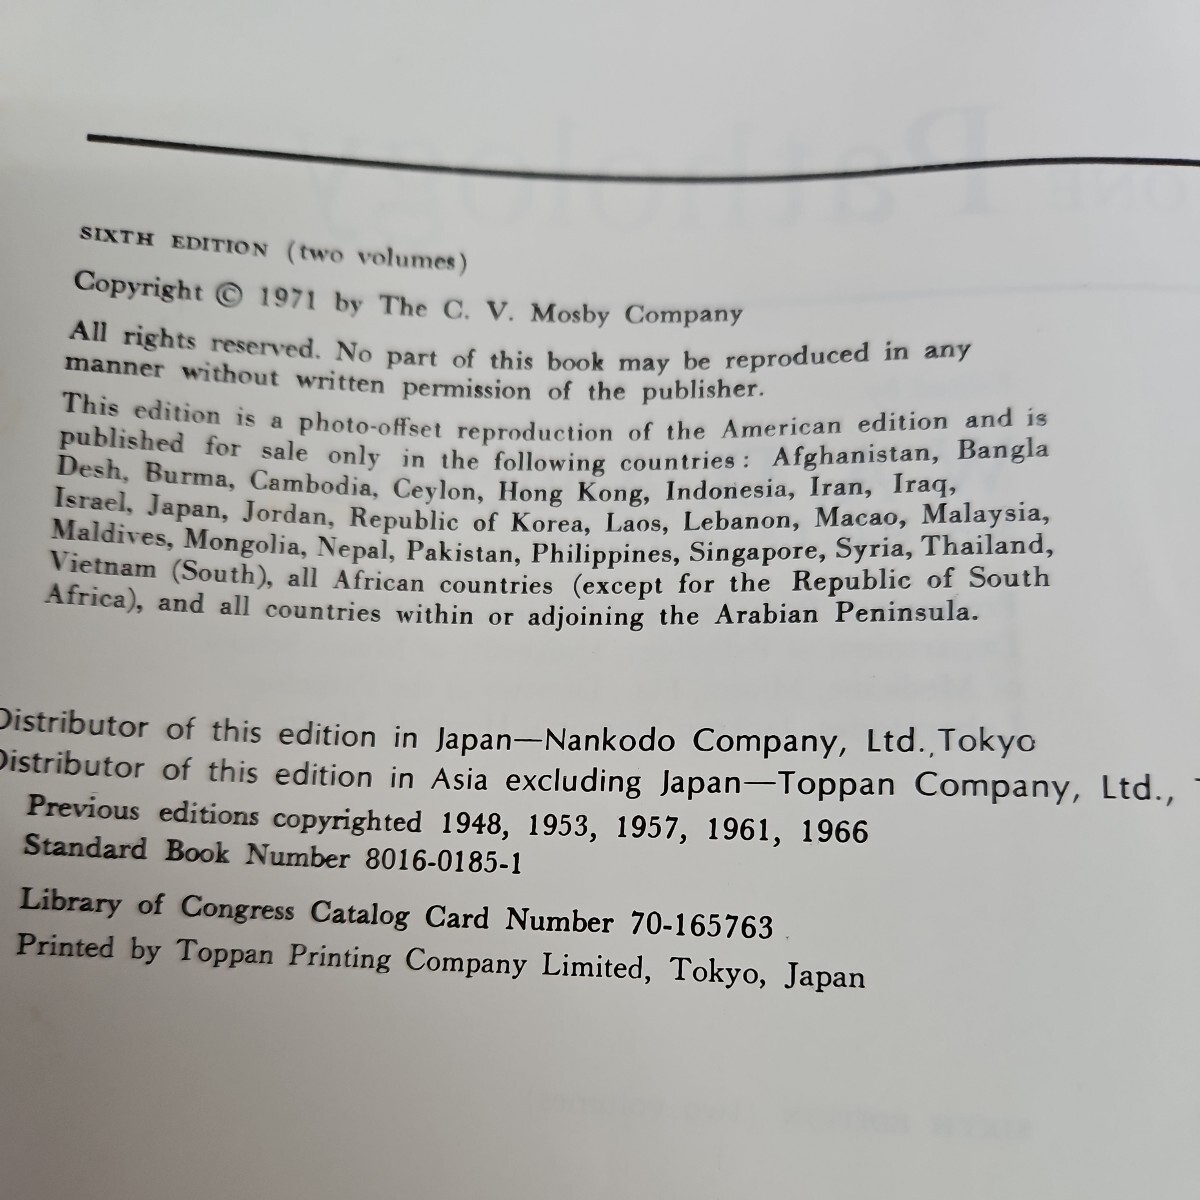 SIXTH EDITION (two volumes)
Copyright © 1971 by The C. V. Mosby Company
All rights reserved. No part of this book may be reproduced in any
manner without written permission of the publisher.
This edition is a photo-offset reproduction of the American edition and is
published for sale only in the following countries: Afghanistan, Bangla
Desh, Burma, Cambodia, Ceylon, Hong Kong, Indonesia, Iran, Iraq,
Israel, Japan, Jordan, Republic of Korea, Laos, Lebanon, Macao, Malaysia,
Maldives, Mongolia, Nepal, Pakistan, Philippines, Singapore, Syria, Thailand,
Vietnam (South), all African countries (except for the Republic of South
Africa), and all countries within or adjoining the Arabian Peninsula.
Distributor of this edition in Japan—Nankodo Company, Ltd., Tokyo
Distributor of this edition in Asia excluding Japan—Toppan Company, Ltd.,
Previous editions copyrighted 1948, 1953, 1957, 1961, 1966
Standard Book Number 8016-0185-1
Library of Congress Catalog Card Number 70-165763
Printed by Toppan Printing Company Limited, Tokyo, Japan